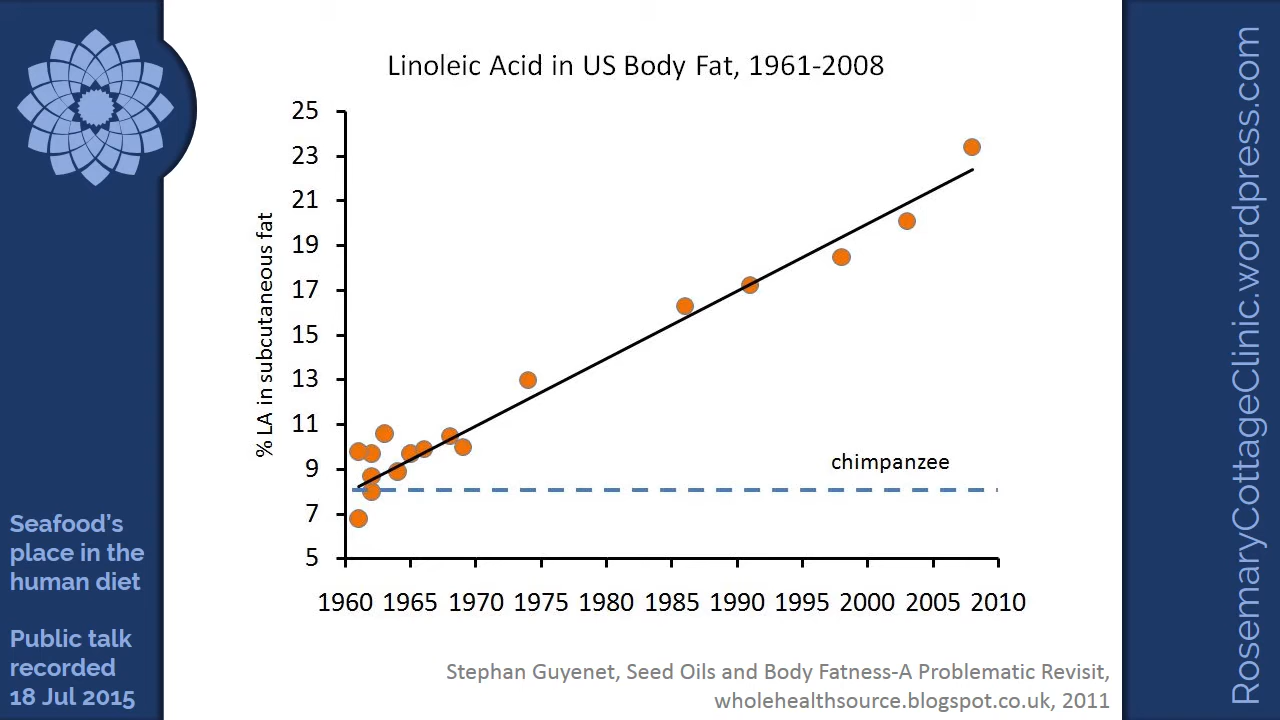 Linoleic Acid in US Body Fat, 1961-2008
25
23
21
19
17
15
13
11
9
7
5
% LA in subcutaneous fat
chimpanzee
1960 1965 1970 1975 1980 1985 1990 1995 2000 2005 2010
Stephan Guyenet, Seed Oils and Body Fatness-A Problematic Revisit,
wholehealthsource.blogspot.co.uk, 2011
Seafood's
place in the
human diet
Public talk
recorded
18 Jul 2015
RosemaryCottageClinic.wordpress.com